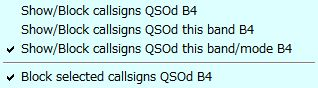 Show/Block callsigns QSOd B4
Show/Block callsigns QSOd this band B4
Show/Block callsigns QSOd this band/mode B4
Block selected callsigns QSOd B4